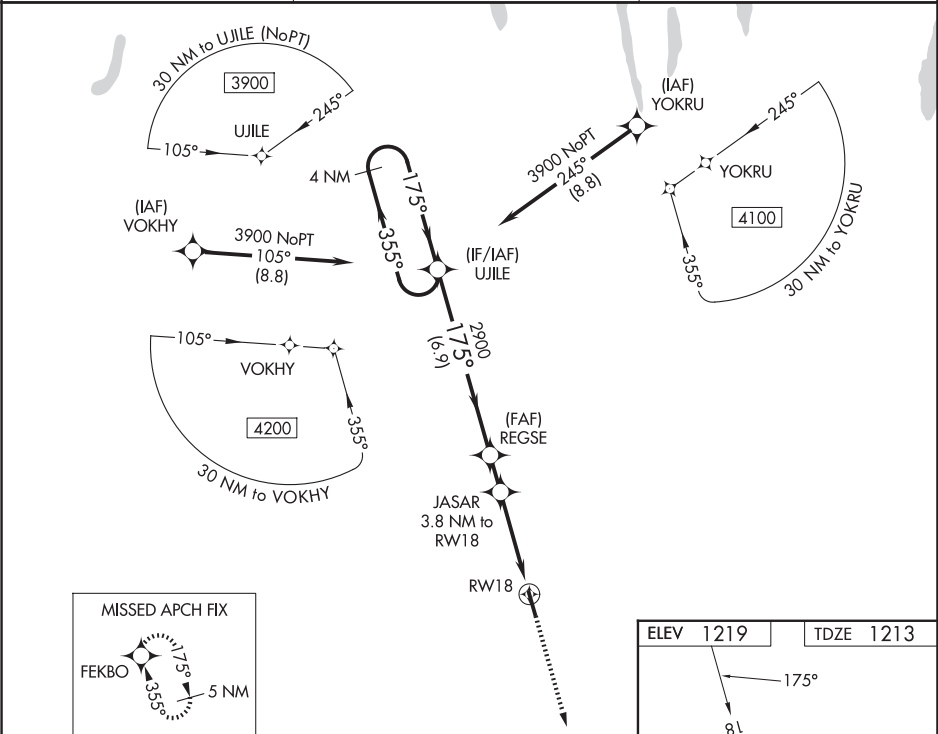 30 NM to UJILE (NoPT)
3900
245°
UJILE
105°
(IAF)
YOKRU
3900 NoPT
245°
(8.8)
245°
YOKRU
4100
355°
30 NM to YOKRU
4 NM
175°
355°
(IAF)
VOKHY
3900 NoPT
105°
(8.8)
(IF/IAF)
UJILE
2900
175°
(6.9)
105°
VOKHY
4200
355°
30 NM to VOKHY
(FAF)
REGSE
JASAR
3.8 NM to
RW18
RW18
MISSED APCH FIX
FEKBO
175°
355°
5 NM
ELEV 1219
TDZE 1213
175°
18